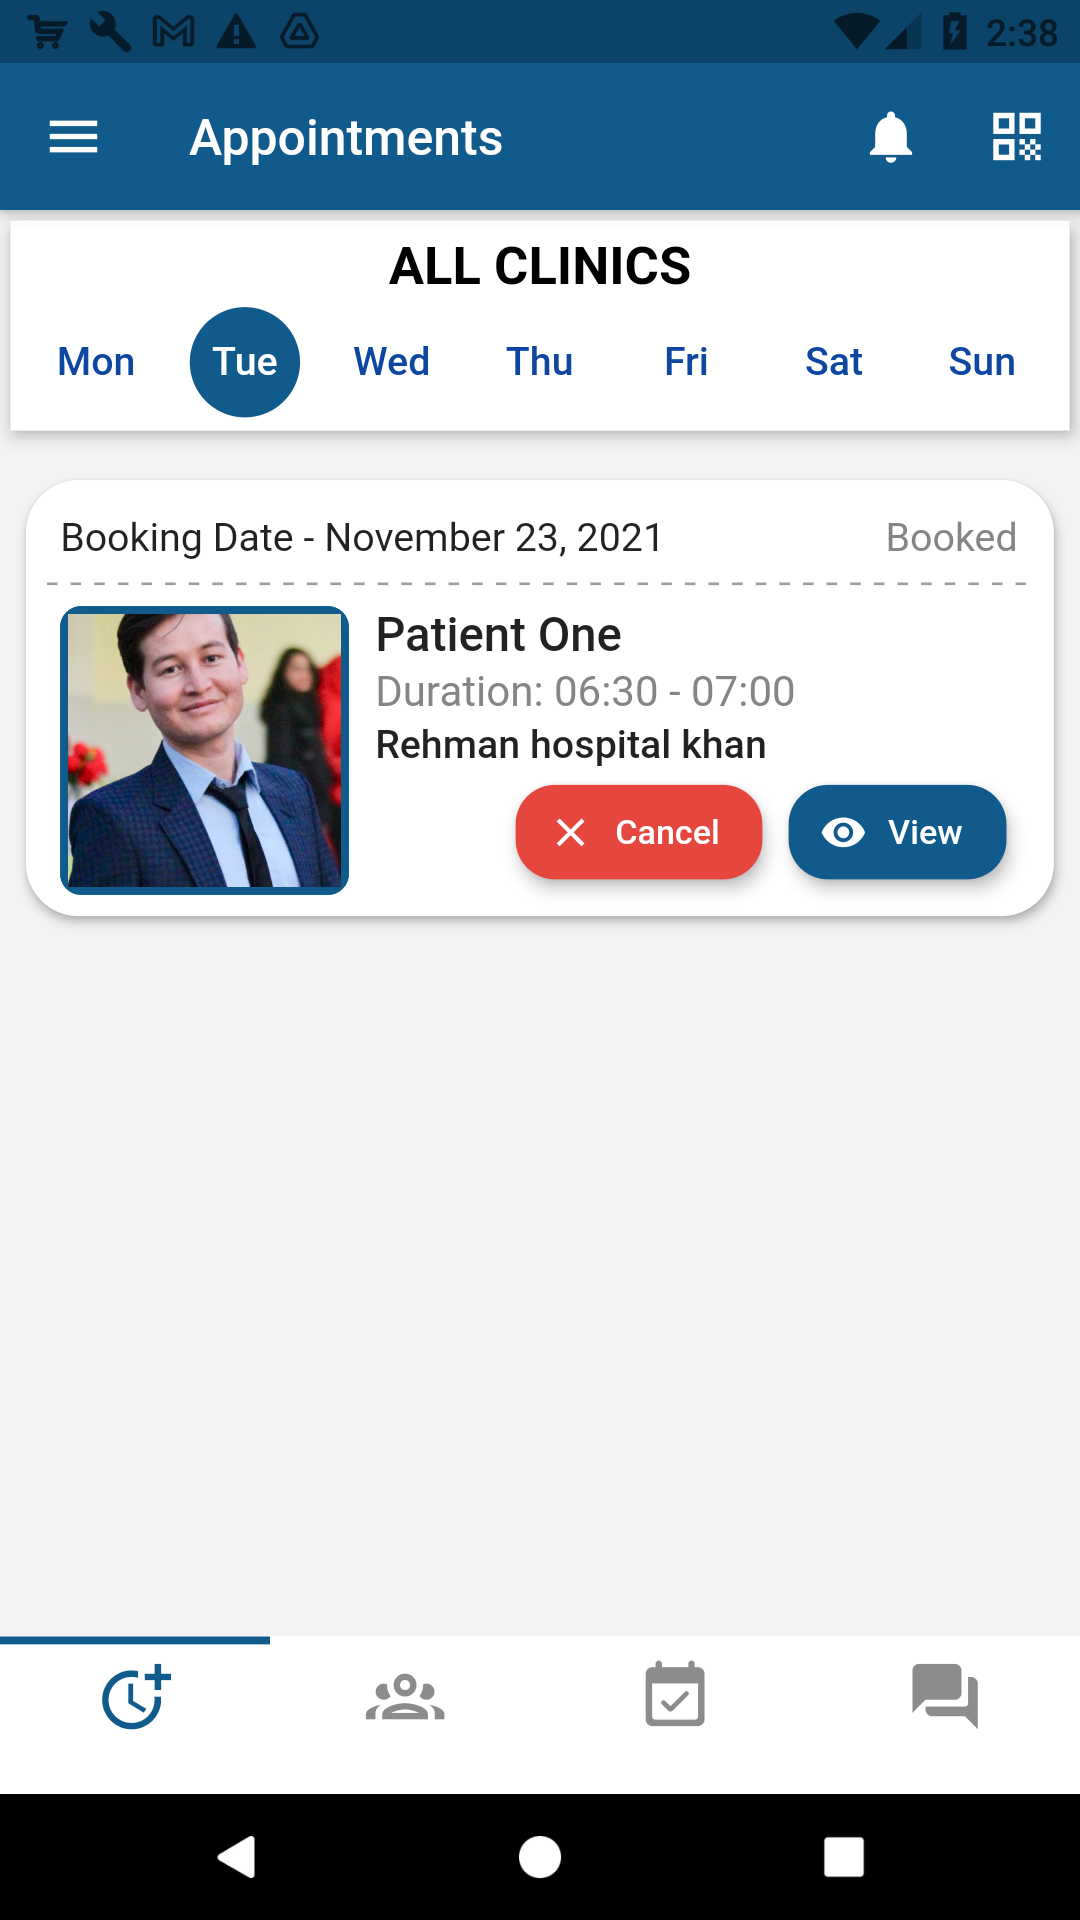 2:38
Appointments
ALL CLINICS
Mon Tue Wed Thu Fri Sat Sun
Booking Date - November 23, 2021 Booked
Patient One
Duration: 06:30 - 07:00
Rehman hospital khan
Cancel View